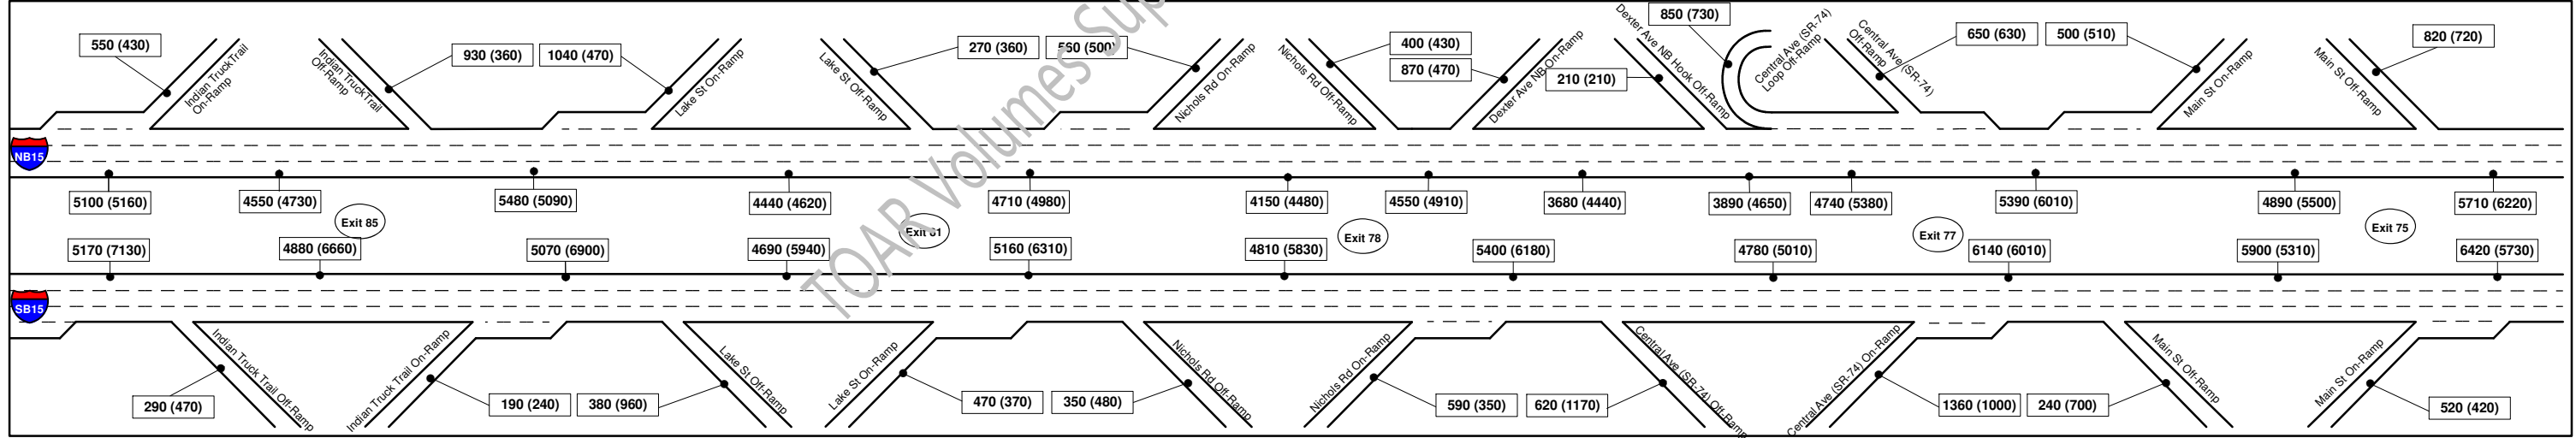 850 (730)
550 (430)
930 (360)
1040 (470)
270 (360)
560 (500)
400 (430)
870 (470)
210 (210)
650 (630)
500 (510)
820 (720)
Indian TruckTrail
On-Ramp
Indian TruckTrail
Off-Ramp
Lake St On-Ramp
Lake St Off-Ramp
Nichols Rd On-Ramp
Nichols Rd Off-Ramp
Dexter Ave NB On-Ramp
Dexter Ave NB Hook Off-Ramp
Central Ave (SR-74)
Loop Off-Ramp
Central Ave (SR-74)
Off-Ramp
Main St On-Ramp
Main St Off-Ramp
NB15
5100 (5160)
4550 (4730)
5480 (5090)
4440 (4620)
4710 (4980)
4150 (4480)
4550 (4910)
3680 (4440)
3890 (4650)
4740 (5380)
5390 (6010)
4890 (5500)
5710 (6220)
Exit 85
Exit 81
Exit 78
Exit 77
Exit 75
5170 (7130)
4880 (6660)
5070 (6900)
4690 (5940)
5160 (6310)
4810 (5830)
5400 (6180)
4780 (5010)
6140 (6010)
5900 (5310)
6420 (5730)
SB15
Indian Truck Trail Off-Ramp
Indian Truck Trail On-Ramp
Lake St Off-Ramp
Lake St On-Ramp
Nichols Rd Off-Ramp
Nichols Rd On-Ramp
Central Ave (SR-74) Off-Ramp
Central Ave (SR-74) On-Ramp
Main St Off-Ramp
Main St On-Ramp
290 (470)
190 (240)
380 (960)
470 (370)
350 (480)
590 (350)
620 (1170)
1360 (1000)
240 (700)
520 (420)
TOAR Volumes